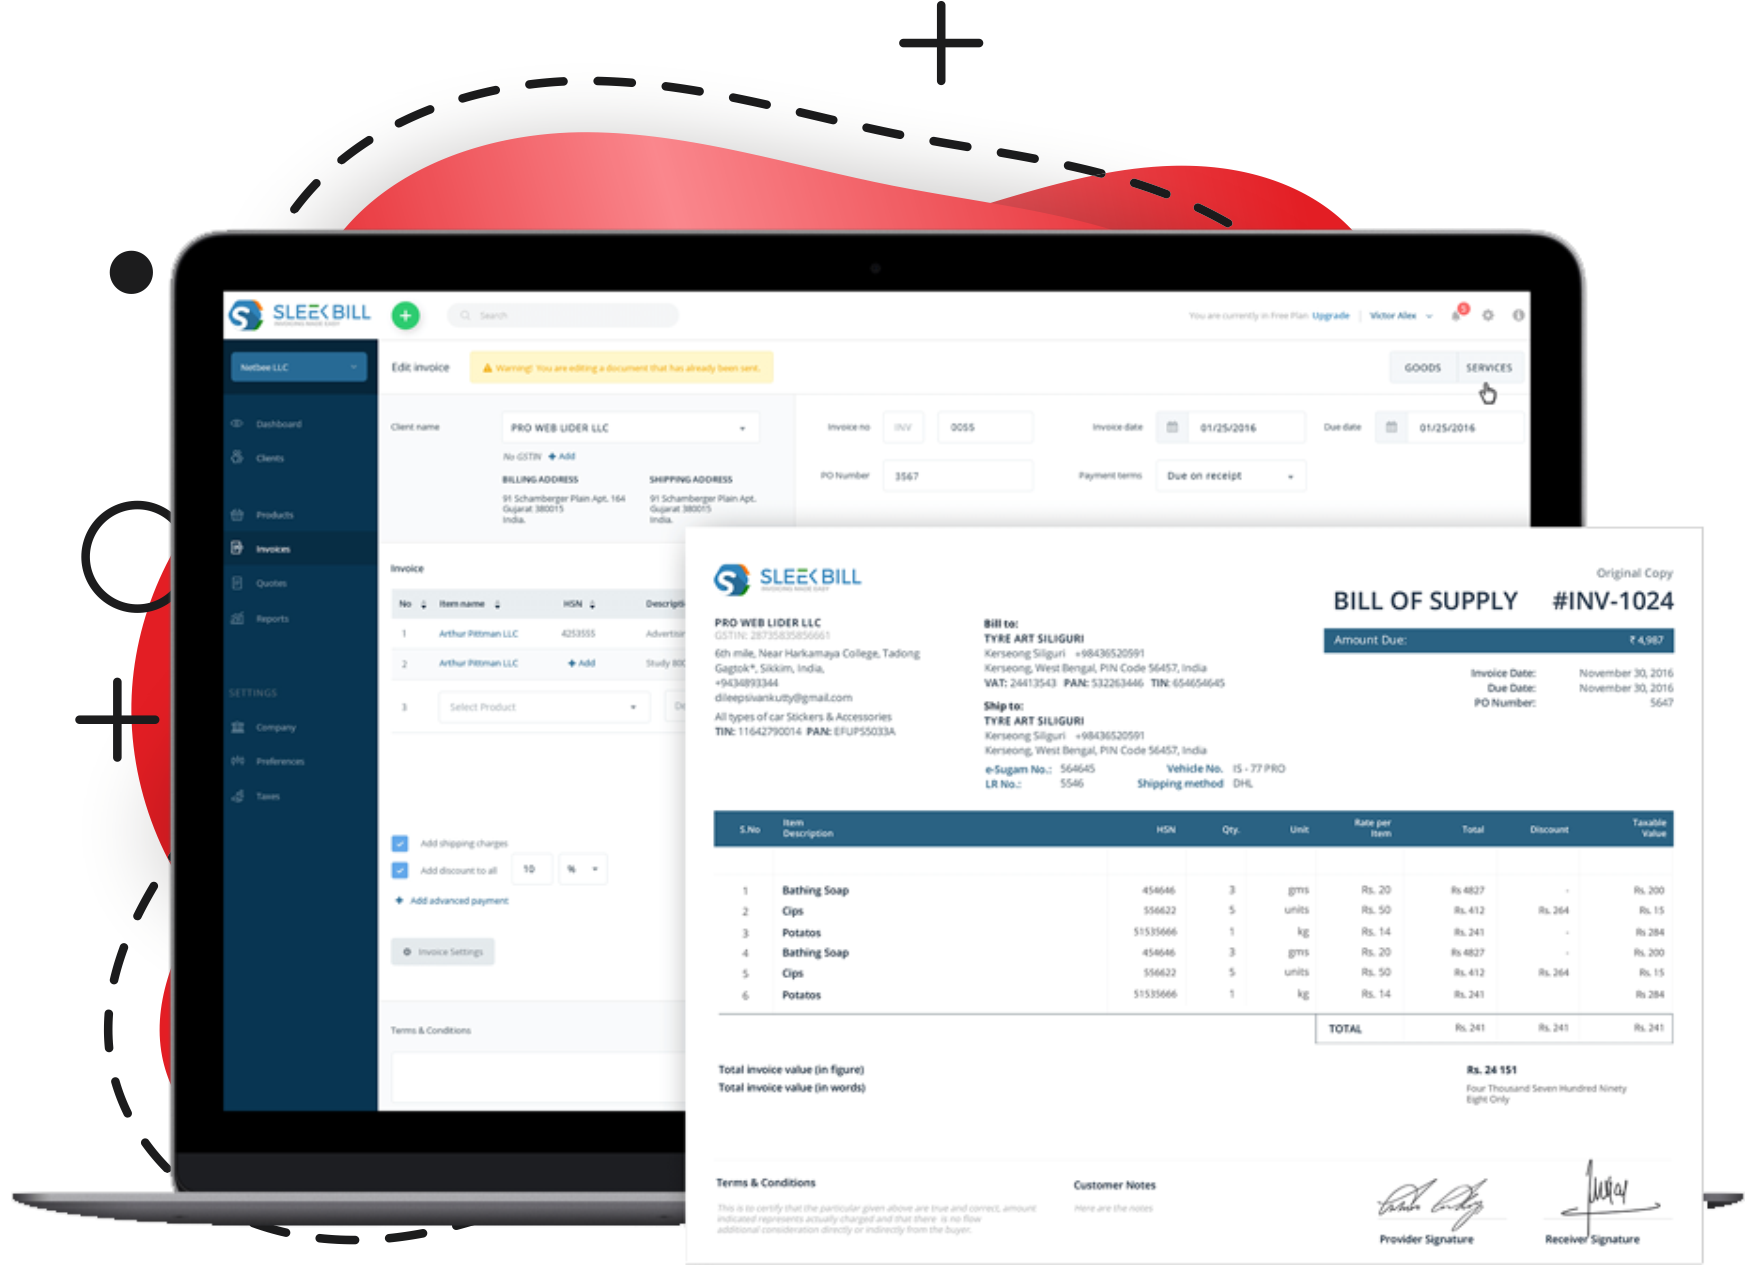 SLEEK BILL
INVOICING MADE EASY
+
Search
You are currently in Free Plan Upgrade | Victor Alex
5
Netbee LLC
Edit invoice
Warning! You are editing a document that has already been sent.
GOODS SERVICES
Dashboard
Clients
Products
Invoices
Quotes
Reports
SETTINGS
Company
Preferences
Taxes
Client name PRO WEB LIDER LLC
No GSTIN + Add
BILLING ADDRESS
91 Schamberger Plain Apt. 164
Gujarat 380015
India.
SHIPPING ADDRESS
91 Schamberger Plain Apt.
Gujarat 380015
India.
Invoice no INV 0055
Invoice date 01/25/2016
Due date 01/25/2016
PO Number 3567
Payment terms Due on receipt
Invoice
No Item name HSN Descripti
1 Arthur Pittman LLC 4253555 Advertisin
2 Arthur Pittman LLC + Add Study 800
3 Select Product De
Add shipping charges
Add discount to all 10 %
+ Add advanced payment
Invoice Settings
Terms & Conditions
SLEEK BILL
INVOICING MADE EASY
Original Copy
BILL OF SUPPLY #INV-1024
Amount Due: ₹ 4,987
Invoice Date: November 30, 2016
Due Date: November 30, 2016
PO Number: 5647
PRO WEB LIDER LLC
GSTIN: 28735835856661
6th mile, Near Harkamaya College, Tadong
Gagtok*, Sikkim, India,
+9434893344
dileepsivankutty@gmail.com
All types of car Stickers & Accessories
TIN: 11642790014 PAN: EFUPS5033A
Bill to:
TYRE ART SILIGURI
Kerseong Siliguri +98436520591
Kerseong, West Bengal, PIN Code 56457, India
VAT: 24413543 PAN: 532263446 TIN: 654654645
Ship to:
TYRE ART SILIGURI
Kerseong Siliguri +98436520591
Kerseong, West Bengal, PIN Code 56457, India
e-Sugam No.: 564645 Vehicle No. IS - 77 PRO
LR No.: 5546 Shipping method DHL
S.No Item Description HSN Qty. Unit Rate per Item Total Discount Taxable Value
1 Bathing Soap 454646 3 gms Rs. 20 Rs 4827 - Rs. 200
2 Cips 556622 5 units Rs. 50 Rs. 412 Rs. 264 Rs. 15
3 Potatos 51535666 1 kg Rs. 14 Rs. 241 - Rs 284
4 Bathing Soap 454646 3 gms Rs. 20 Rs 4827 - Rs. 200
5 Cips 556622 5 units Rs. 50 Rs. 412 Rs. 264 Rs. 15
6 Potatos 51535666 1 kg Rs. 14 Rs. 241 Rs 284
TOTAL Rs. 241 Rs. 241 Rs. 241
Total invoice value (in figure) Rs. 24 151
Total invoice value (in words) Four Thousand Seven Hundred Ninety
Eight Only
Terms & Conditions
This is to certify that the particular given above are true and correct, amount
indicated represents actually charged and that there is no flow
additional consideration directly or indirectly from the buyer.
Customer Notes
Here are the notes
Provider Signature
Receiver Signature